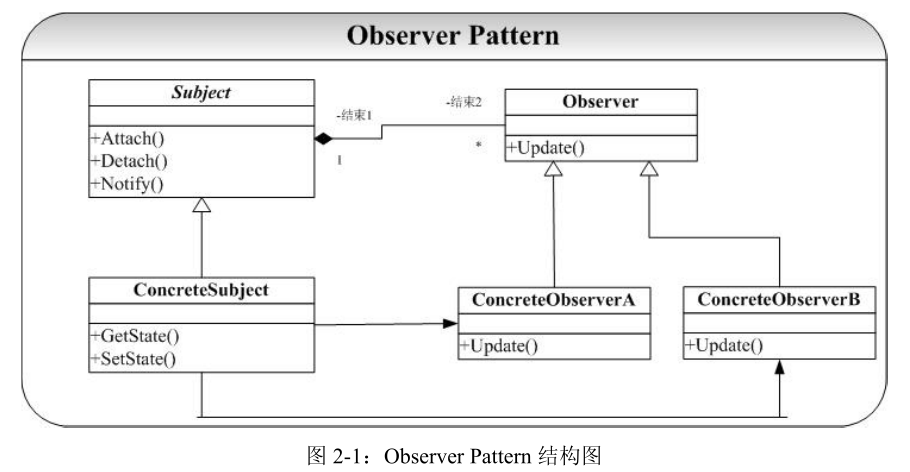 Observer Pattern
Subject
+Attach()
+Detach()
+Notify()
-结束1
1
-结束2
*
Observer
+Update()
ConcreteSubject
+GetState()
+SetState()
ConcreteObserverA
+Update()
ConcreteObserverB
+Update()
图 2-1：Observer Pattern 结构图